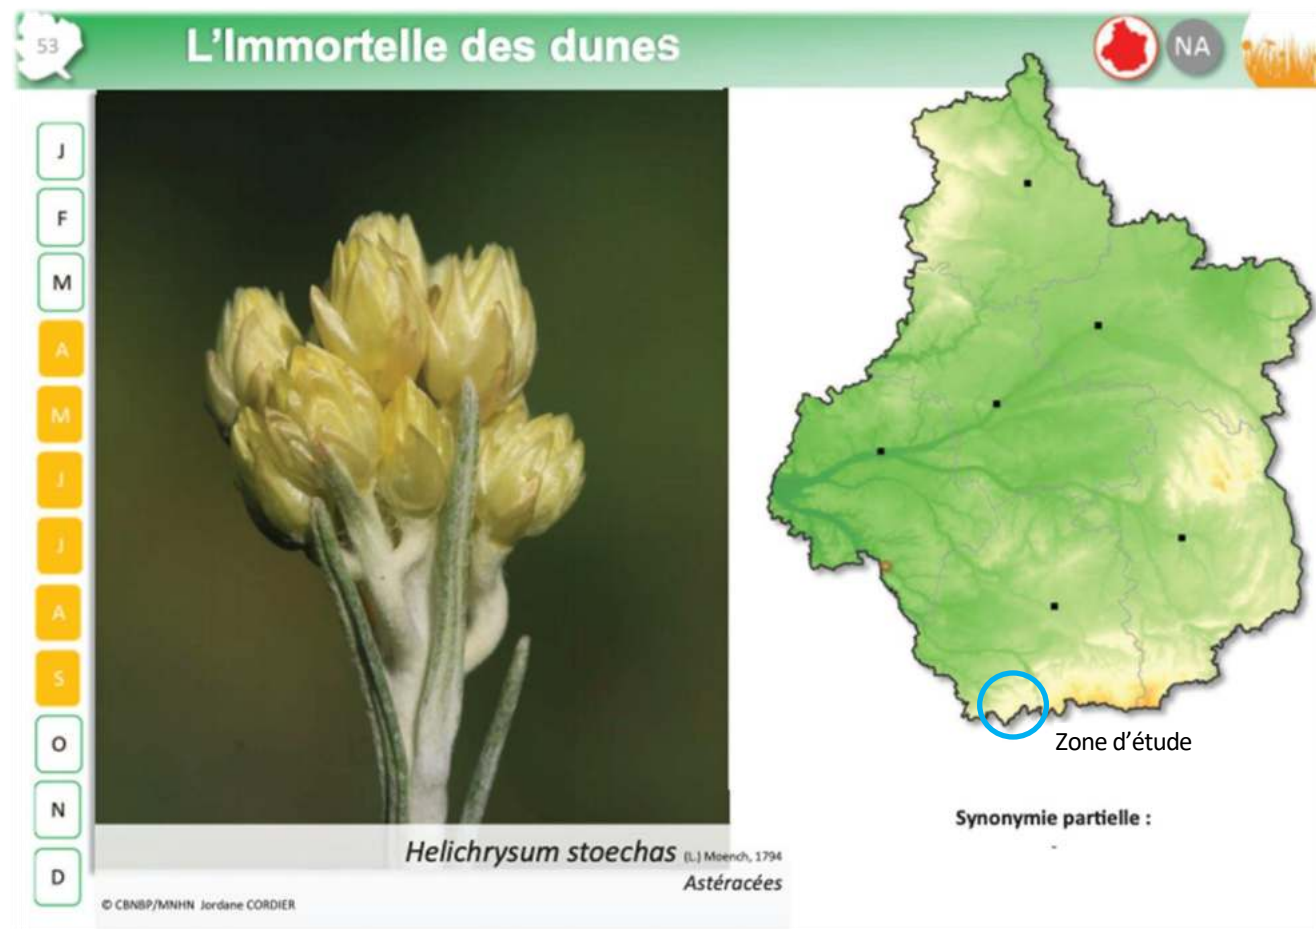 53
L'Immortelle des dunes
NA
J
F
M
A
M
J
J
A
S
O
N
D
Zone d'étude
Synonymie partielle :
-
Helichrysum stoechas (L.) Moench, 1794
Astéracées
© CBNBP/MNHN Jordane CORDIER